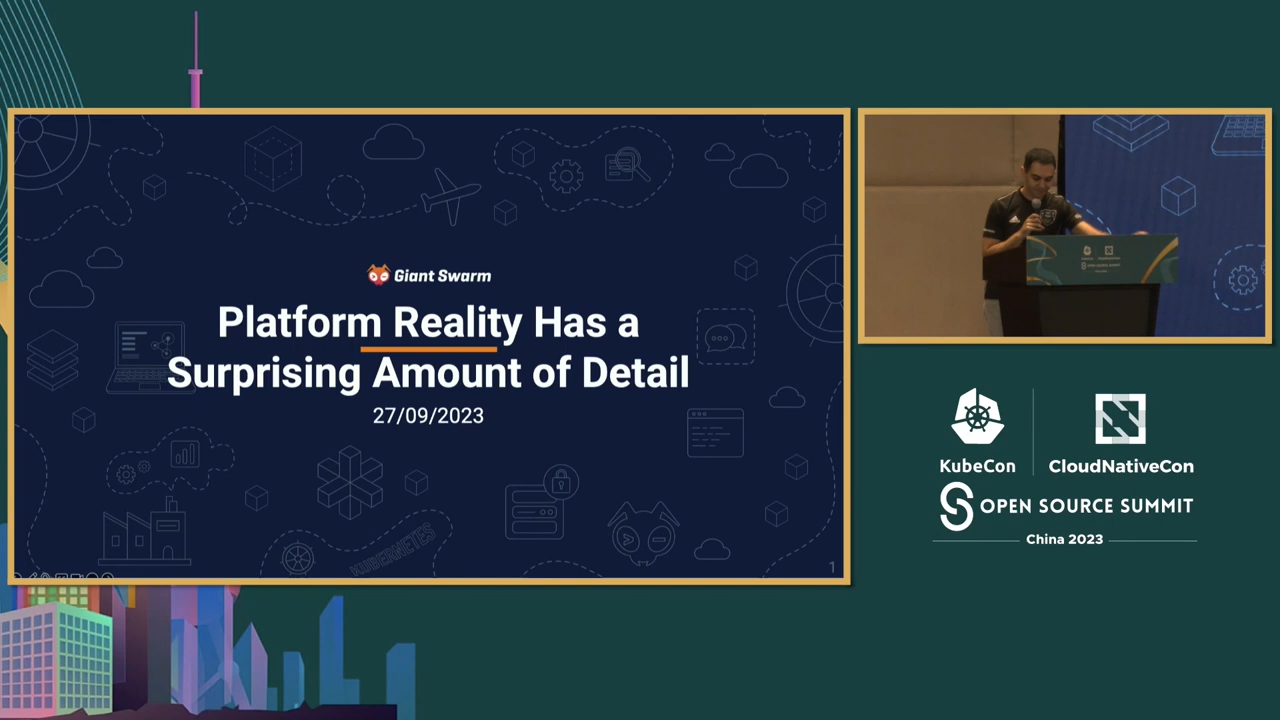 Giant Swarm
Platform Reality Has a
Surprising Amount of Detail
27/09/2023
KUBERNETES
1
KubeCon
CloudNativeCon
OPEN SOURCE SUMMIT
China 2023